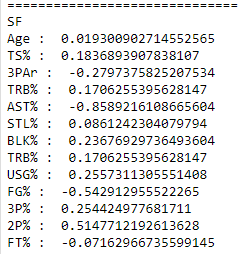 ==============================
SF
Age :  0.019300902714552565
TS% :  0.1836893907838107
3PAr :  -0.2797375825207534
TRB% :  0.1706255395628147
AST% :  -0.8589216108665604
STL% :  0.0861242304079794
BLK% :  0.23676929736493604
TRB% :  0.1706255395628147
USG% :  0.2557311305551408
FG% :  -0.542912955522265
3P% :  0.254424977681711
2P% :  0.5147712192613628
FT% :  -0.07162966735599145